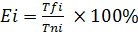 Ei = Tfi/Tni × 100%